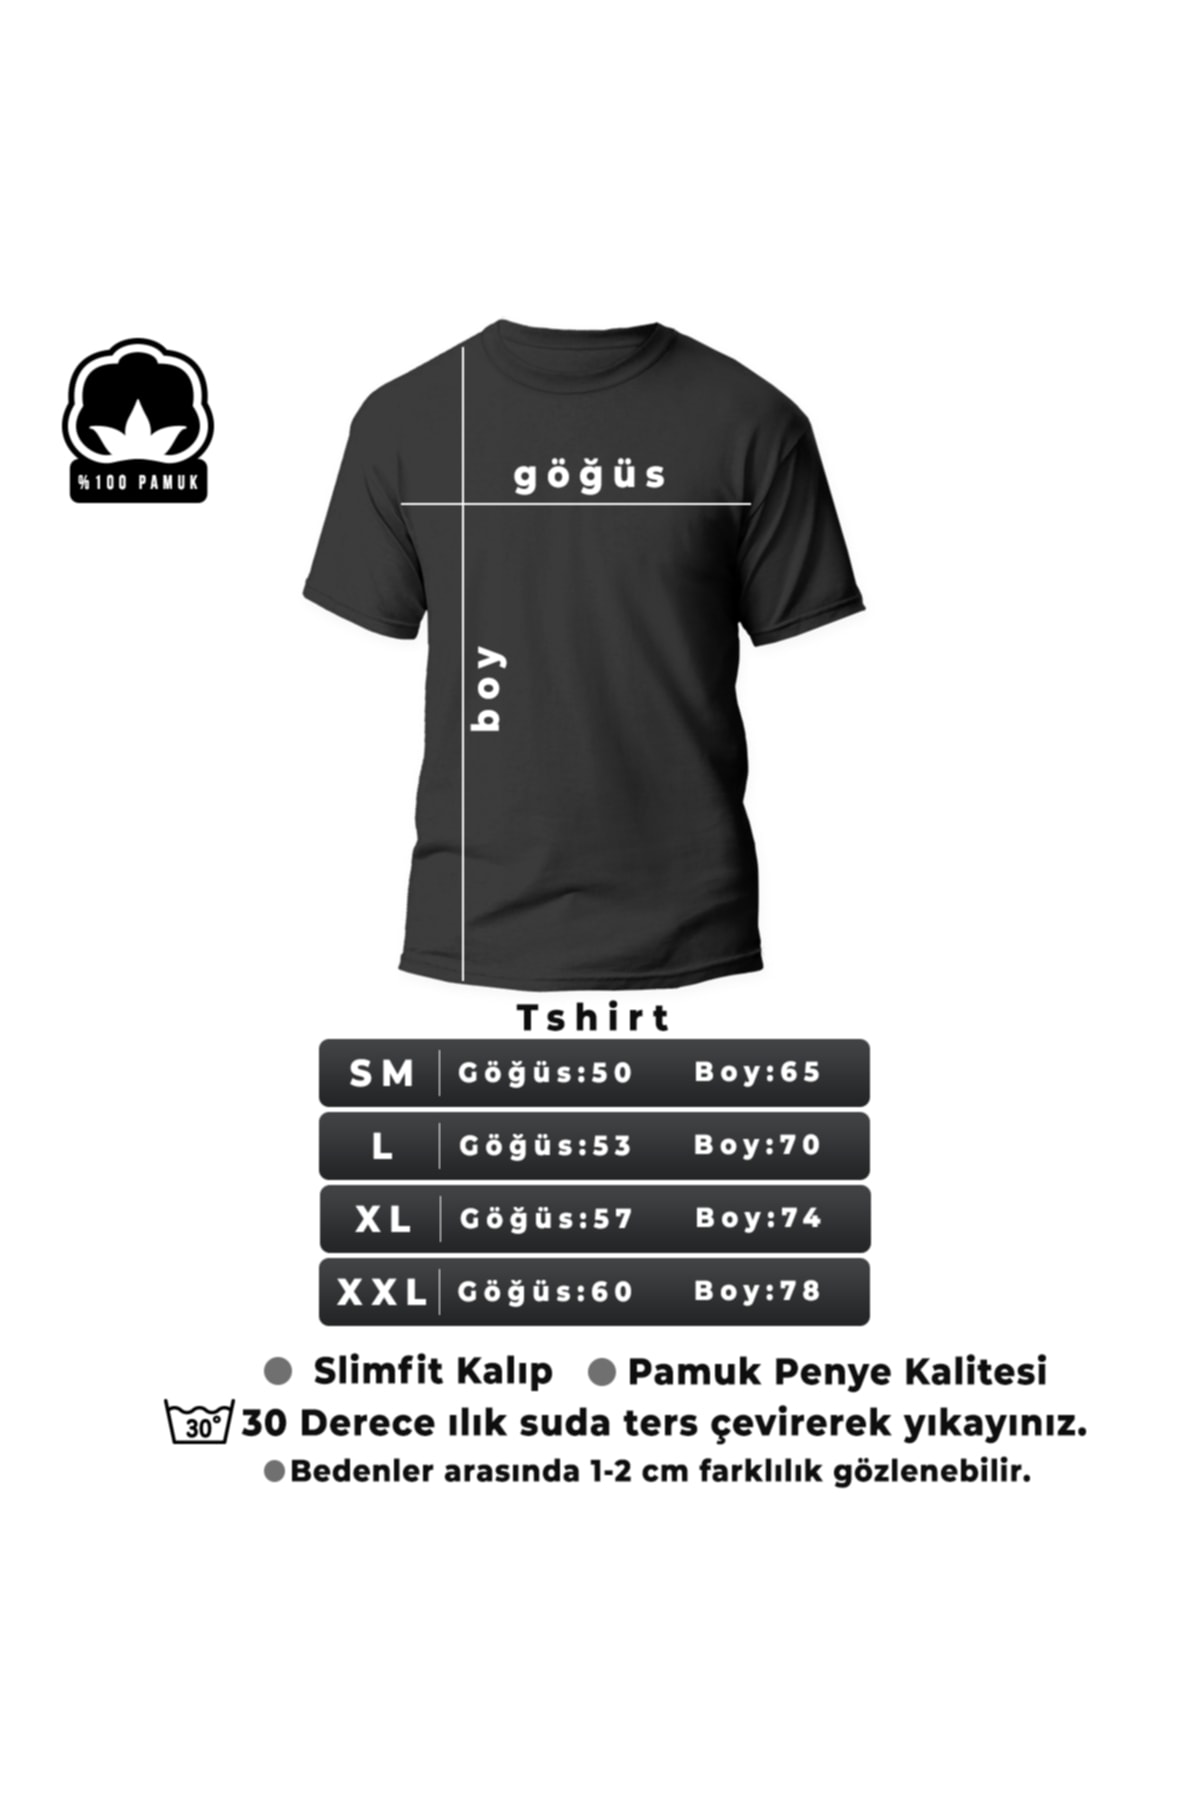 %100 PAMUK
göğüs
boy
Tshirt
SM Göğüs:50 Boy:65
L Göğüs:53 Boy:70
XL Göğüs:57 Boy:74
XXL Göğüs:60 Boy:78
Slimfit Kalıp Pamuk Penye Kalitesi
30° 30 Derece ılık suda ters çevirerek yıkayınız.
Bedenler arasında 1-2 cm farklılık gözlenebilir.